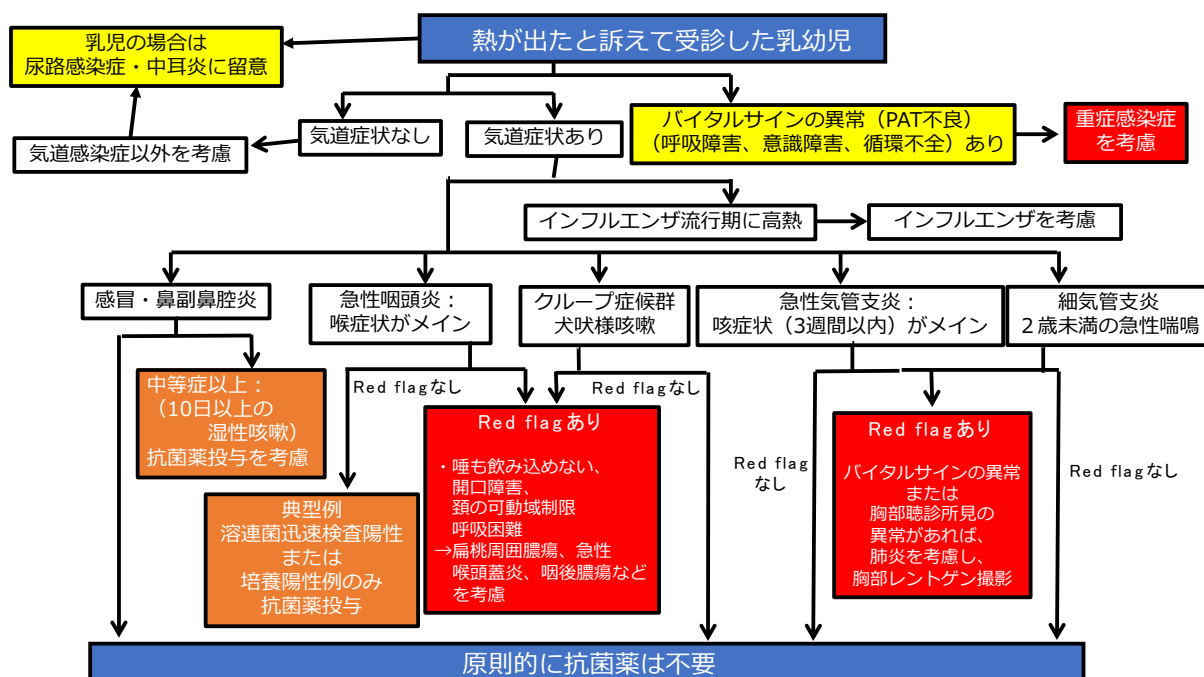 熱が出たと訴えて受診した乳幼児
乳児の場合は
尿路感染症・中耳炎に留意
気道症状なし
気道症状あり
バイタルサインの異常（PAT不良）
（呼吸障害、意識障害、循環不全）あり
重症感染症
を考慮
気道感染症以外を考慮
インフルエンザ流行期に高熱
インフルエンザを考慮
感冒・鼻副鼻腔炎
急性咽頭炎：
喉症状がメイン
クループ症候群
犬吠様咳嗽
急性気管支炎：
咳症状（3週間以内）がメイン
細気管支炎
２歳未満の急性喘鳴
中等症以上：
（10日以上の
湿性咳嗽）
抗菌薬投与を考慮
Red flagなし
Red flagなし
典型例
溶連菌迅速検査陽性
または
培養陽性例のみ
抗菌薬投与
Red flagあり
・唾も飲み込めない、
開口障害、
頚の可動域制限
呼吸困難
→扁桃周囲膿瘍、急性
喉頭蓋炎、咽後膿瘍など
を考慮
Red flag
なし
Red flagあり
バイタルサインの異常
または
胸部聴診所見の
異常があれば、
肺炎を考慮し、
胸部レントゲン撮影
Red flagなし
原則的に抗菌薬は不要